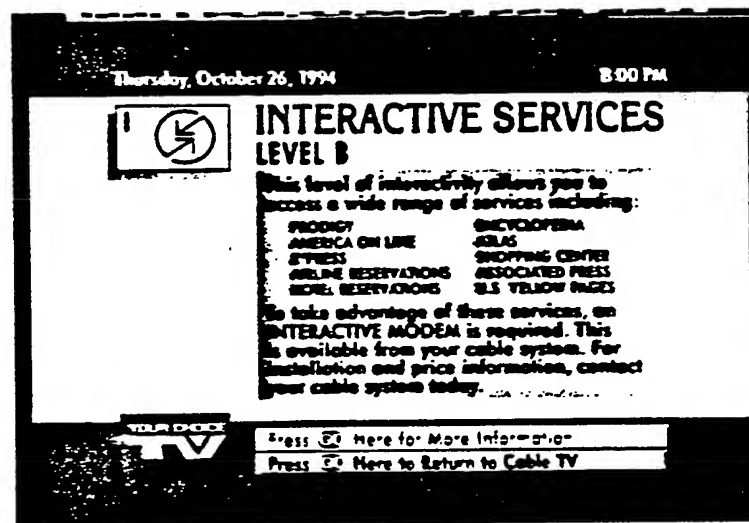 Thursday, October 26, 1994 8:00 PM
INTERACTIVE SERVICES
LEVEL B
This level of interactivity allows you to
access a wide range of services including:
PRODIGY ENCYCLOPEDIA
AMERICA ON LINE ATLAS
X*PRESS SHOPPING CENTER
AIRLINE RESERVATIONS ASSOCIATED PRESS
HOTEL RESERVATIONS U.S YELLOW PAGES
To take advantage of these services, an
INTERACTIVE MODEM is required. This
is available from your cable system. For
installation and price information, contact
your cable system today.
YOUR CHOICE
TV
Press Here for More Information
Press Here to Return to Cable TV